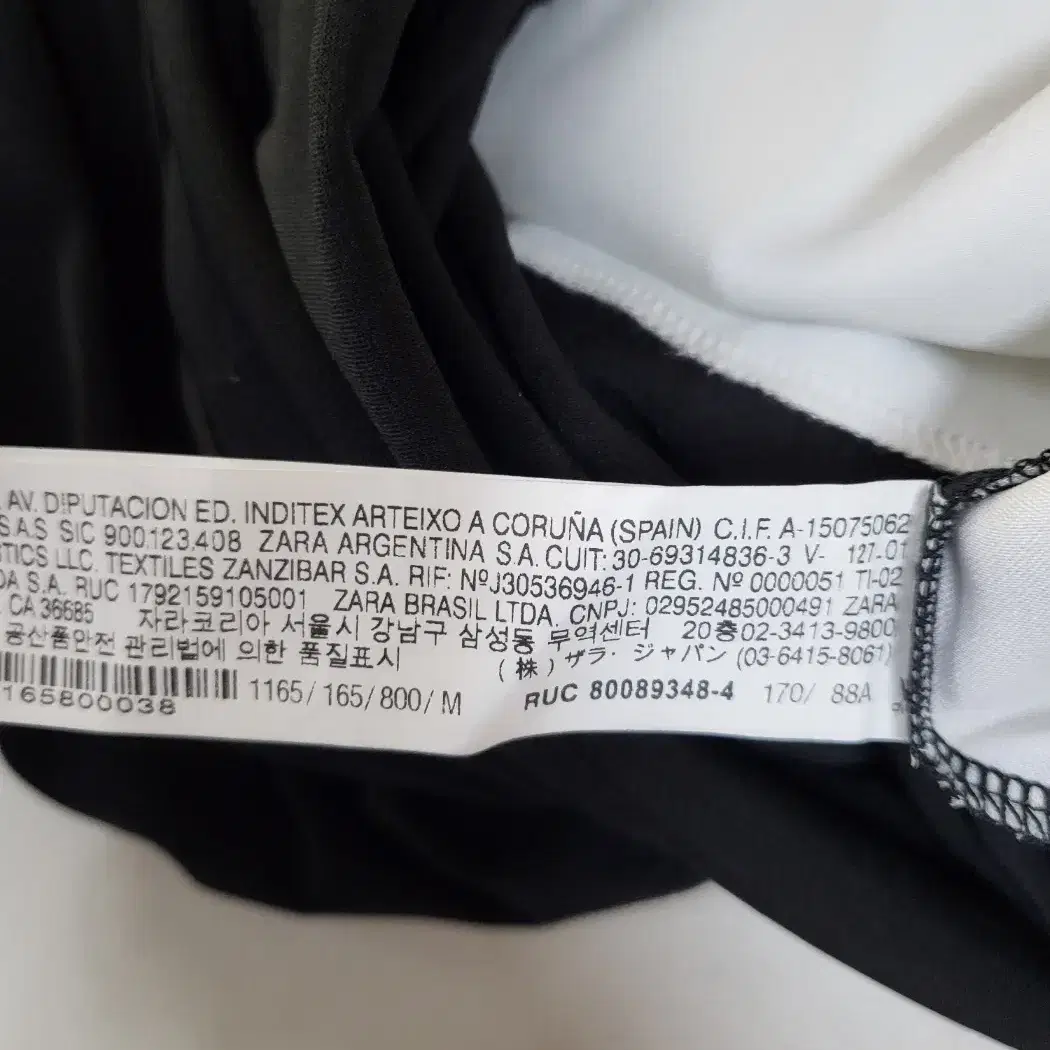 AV. DIPUTACION ED. INDITEX ARTEIXO A CORUÑA (SPAIN) C.I.F. A-15075062
S.A.S SIC 900.123.408 ZARA ARGENTINA S.A. CUIT: 30-69314836-3 V- 127-01
STICS LLC. TEXTILES ZANZIBAR S.A. RIF: Nº J30536946-1 REG. Nº 0000051 TI-02
DA S.A. RUC 1792159105001 ZARA BRASIL LTDA. CNPJ: 02952485000491 ZARA
CA 36585 자라코리아 서울시 강남구 삼성동 무역센터 20층 02-3413-9800
공산품안전 관리법에 의한 품질표시 (株) ザラ・ジャパン (03-6415-8061)
1165/ 165/ 800/ M RUC 80089348-4 170/ 88A
165800038